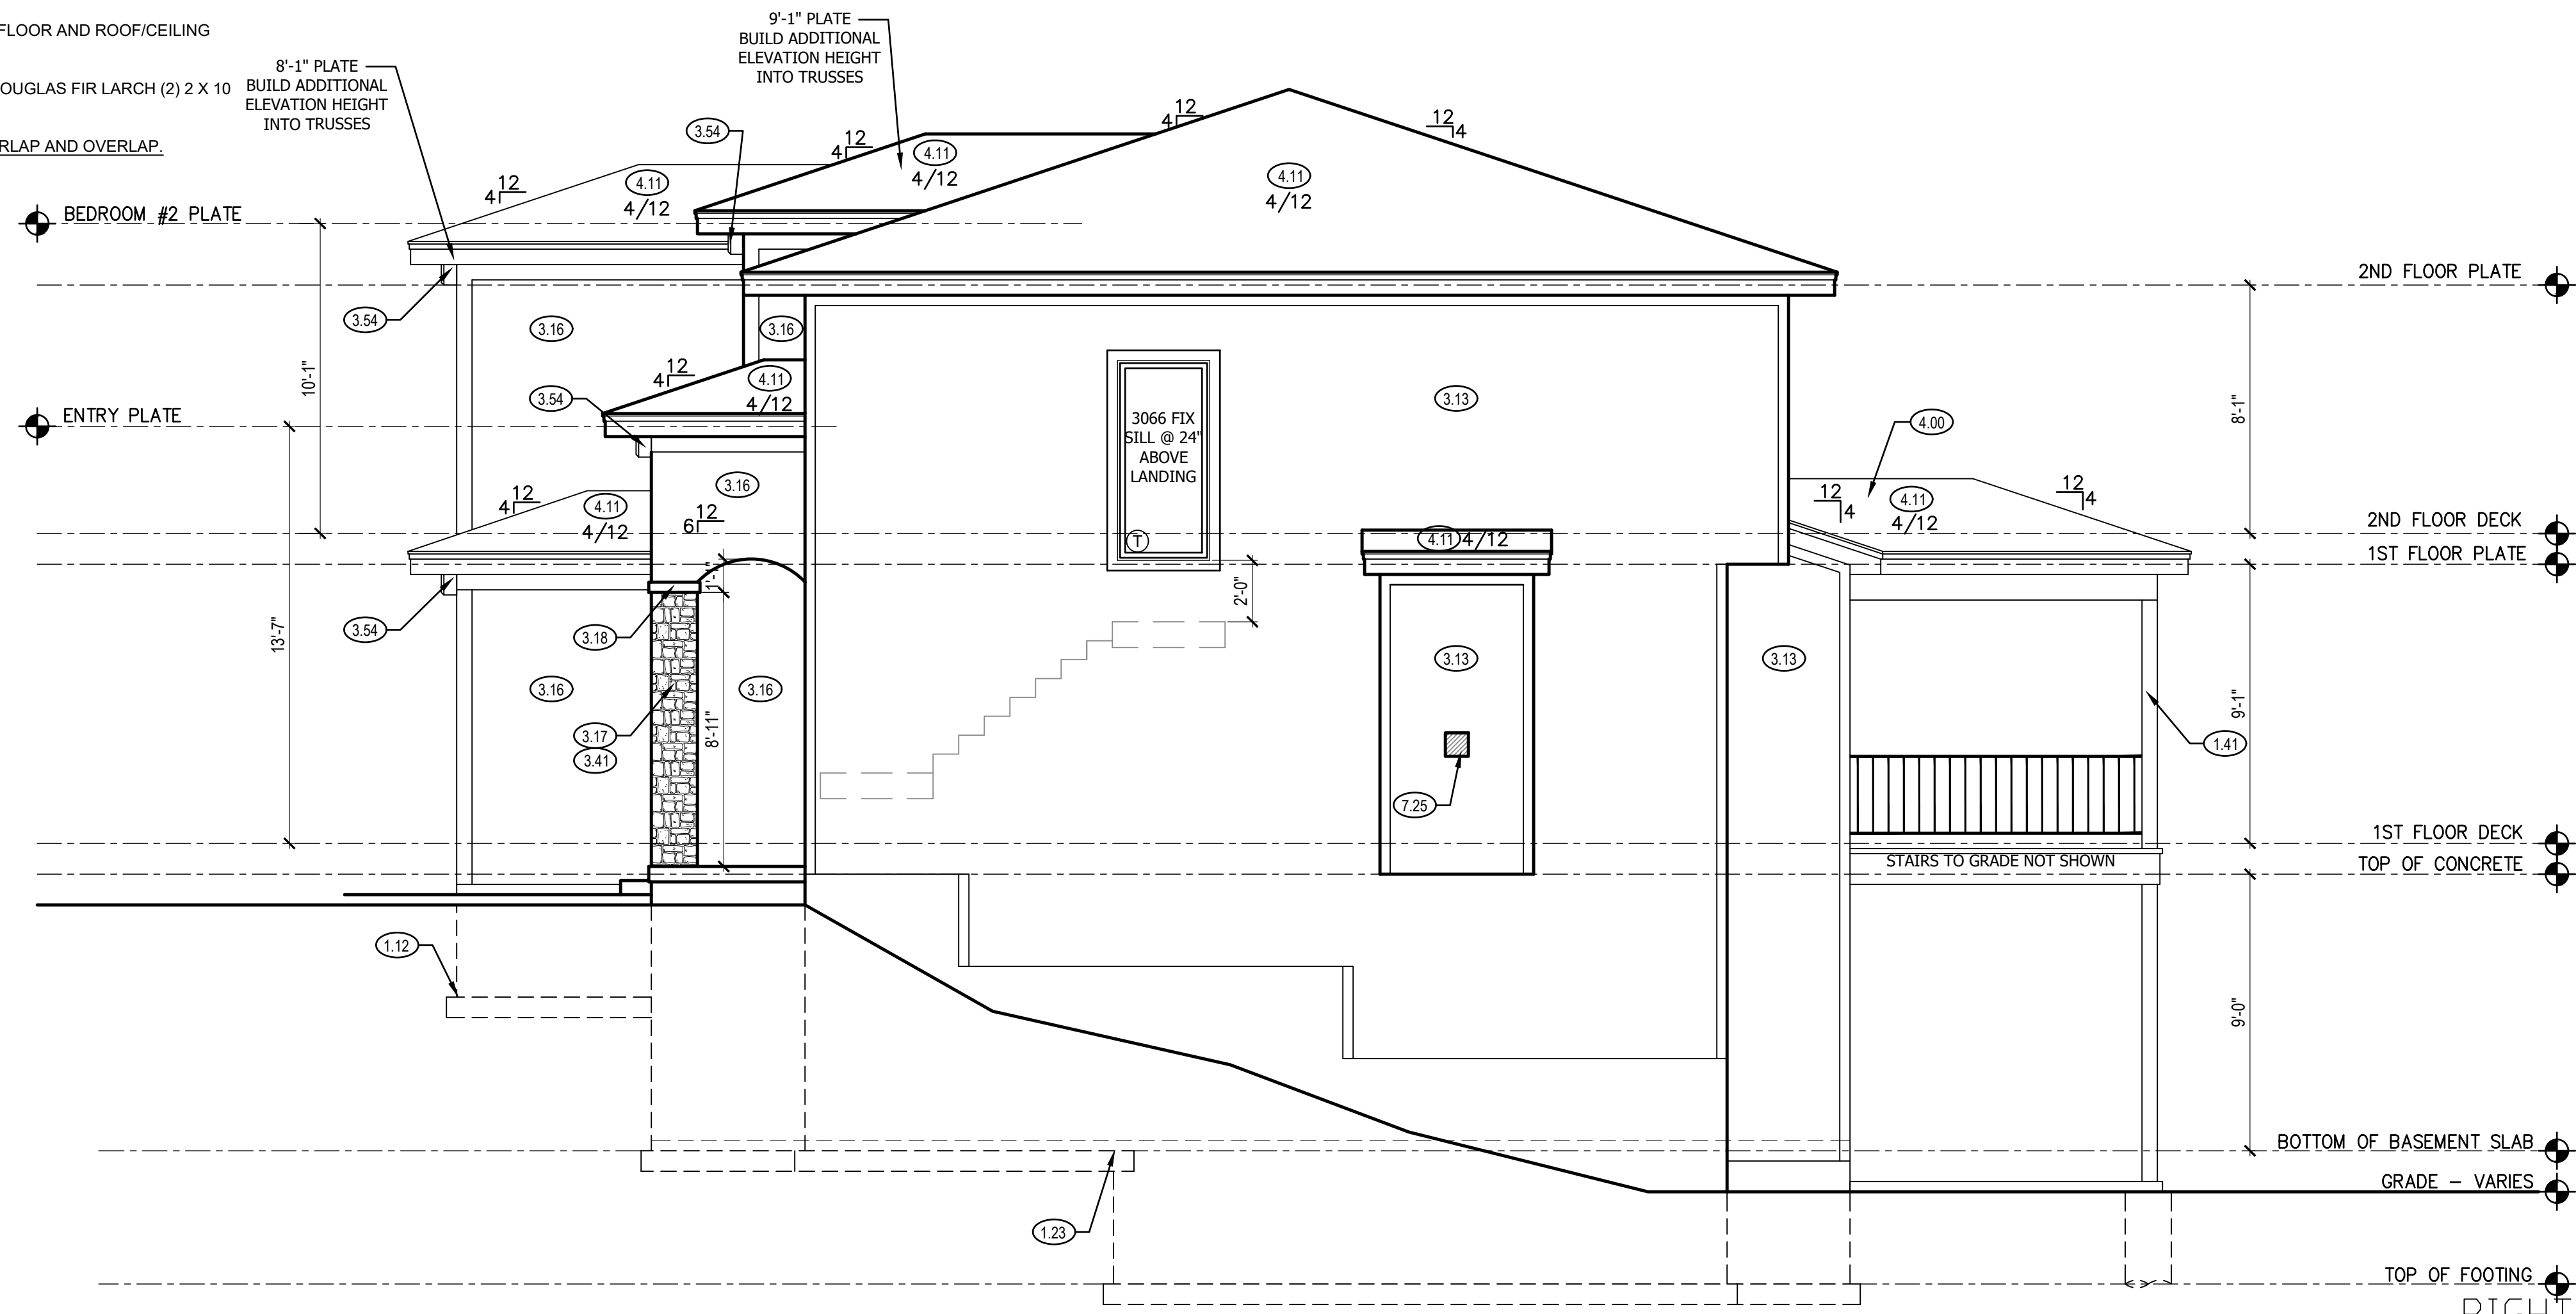 FLOOR AND ROOF/CEILING
OUGLAS FIR LARCH (2) 2 X 10
RLAP AND OVERLAP.
8'-1" PLATE
BUILD ADDITIONAL
ELEVATION HEIGHT
INTO TRUSSES
9'-1" PLATE
BUILD ADDITIONAL
ELEVATION HEIGHT
INTO TRUSSES
3.54
12
4
12
4
12
4
12
4
4.11
4/12
4.11
4/12
4.11
4/12
BEDROOM #2 PLATE
2ND FLOOR PLATE
3.54
3.16
3.16
10'-1"
12
4
4.11
4/12
3.54
ENTRY PLATE
3066 FIX
SILL @ 24"
ABOVE
LANDING
T
3.13
8'-1"
4.00
12
4
4.11
4/12
3.16
12
6
12
4
4.11
4/12
12
4
4.11 4/12
2ND FLOOR DECK
1ST FLOOR PLATE
2'-0"
3.54
3.18
13'-7"
3.16
3.17
3.41
8'-11"
3.16
3.13
3.13
7.25
9'-1"
1.41
1ST FLOOR DECK
STAIRS TO GRADE NOT SHOWN
TOP OF CONCRETE
1.12
9'-0"
BOTTOM OF BASEMENT SLAB
GRADE - VARIES
1.23
TOP OF FOOTING